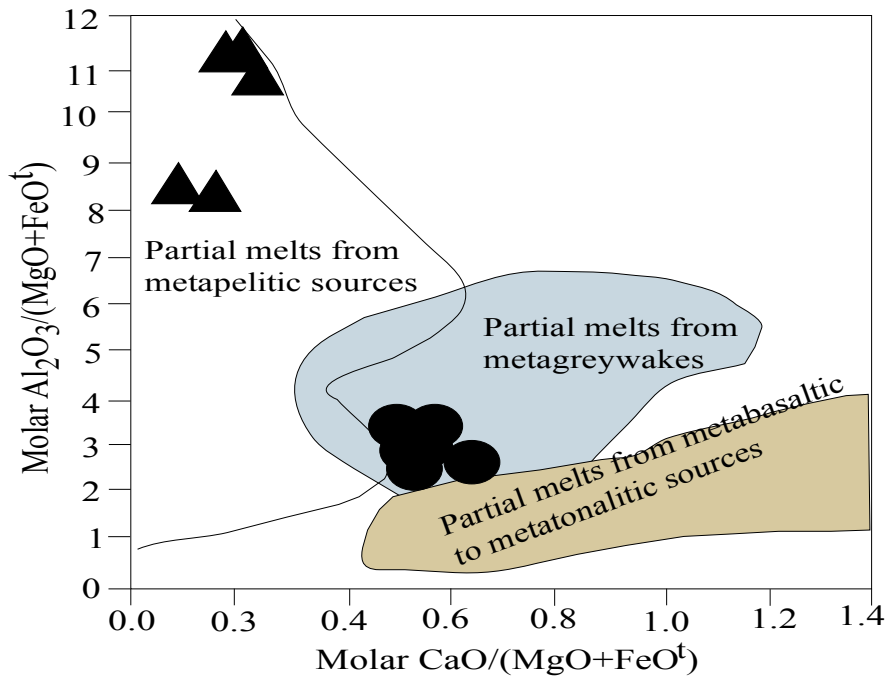 12
11
10
9
8
7
6
5
4
3
2
1
0
Molar Al2O3/(MgO+FeOt)
Partial melts from
metapelitic sources
Partial melts from
metagreywakes
Partial melts from metabasaltic
to metatonalitic sources
0.0 0.3 0.4 0.6 0.8 1.0 1.2 1.4
Molar CaO/(MgO+FeOt)